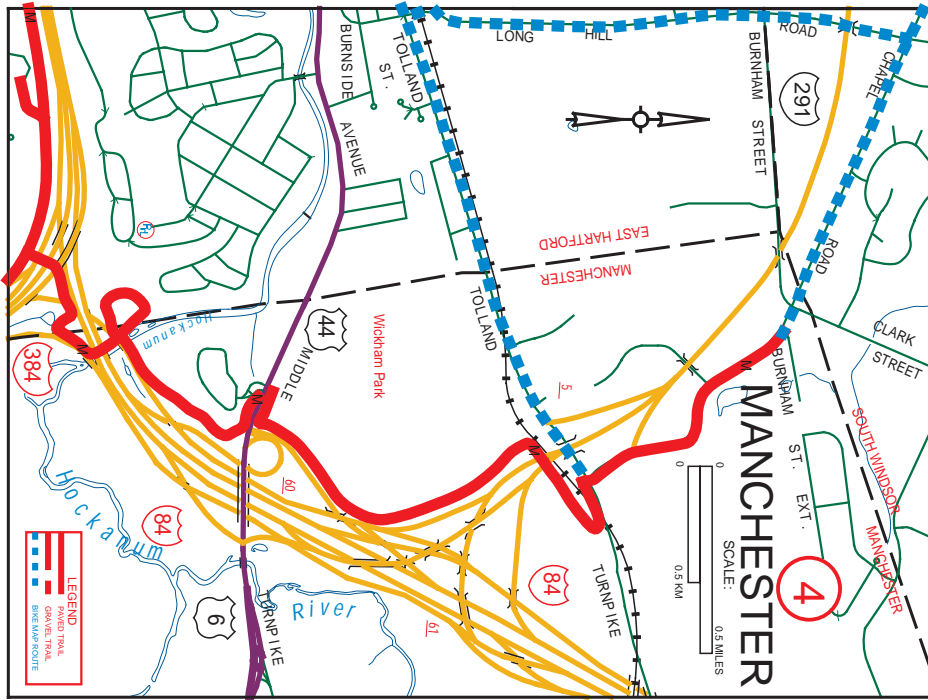 LONG HILL ROAD
BURNSIDE AVENUE
TOLLAND ST.
BURNHAM STREET
291
CHAPEL ROAD
EAST HARTFORD
MANCHESTER
TOLLAND TURNPIKE
CLARK STREET
BURNHAM ST. EXT.
SOUTH WINDSOR
MANCHESTER
44
MIDDLE TURNPIKE
Wickham Park
Hockanum
384
M
M
M
M
M
5
60
61
84
84
6
Hockanum River
MANCHESTER
4
SCALE:
0 0.5 MILES
0 0.5 KM
LEGEND
PAVED TRAIL
GRAVEL TRAIL
BIKE MAP ROUTE